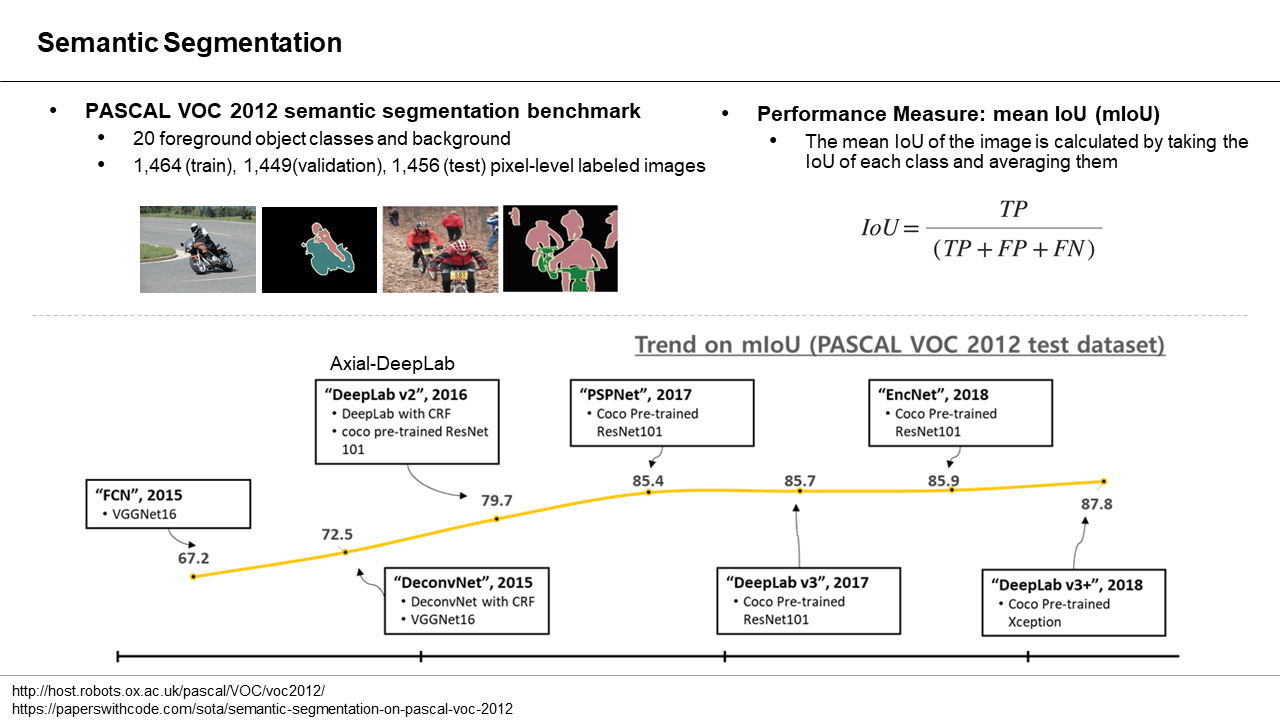 Semantic Segmentation
• PASCAL VOC 2012 semantic segmentation benchmark
• 20 foreground object classes and background
• 1,464 (train), 1,449(validation), 1,456 (test) pixel-level labeled images
• Performance Measure: mean IoU (mIoU)
• The mean IoU of the image is calculated by taking the
IoU of each class and averaging them
IoU = TP / (TP + FP + FN)
Trend on mIoU (PASCAL VOC 2012 test dataset)
Axial-DeepLab
“DeepLab v2”, 2016
• DeepLab with CRF
• coco pre-trained ResNet
101
“PSPNet”, 2017
• Coco Pre-trained
ResNet101
“EncNet”, 2018
• Coco Pre-trained
ResNet101
“FCN”, 2015
• VGGNet16
67.2
72.5
79.7
85.4
85.7
85.9
87.8
“DeconvNet”, 2015
• DeconvNet with CRF
• VGGNet16
“DeepLab v3”, 2017
• Coco Pre-trained
ResNet101
“DeepLab v3+”, 2018
• Coco Pre-trained
Xception
http://host.robots.ox.ac.uk/pascal/VOC/voc2012/
https://paperswithcode.com/sota/semantic-segmentation-on-pascal-voc-2012